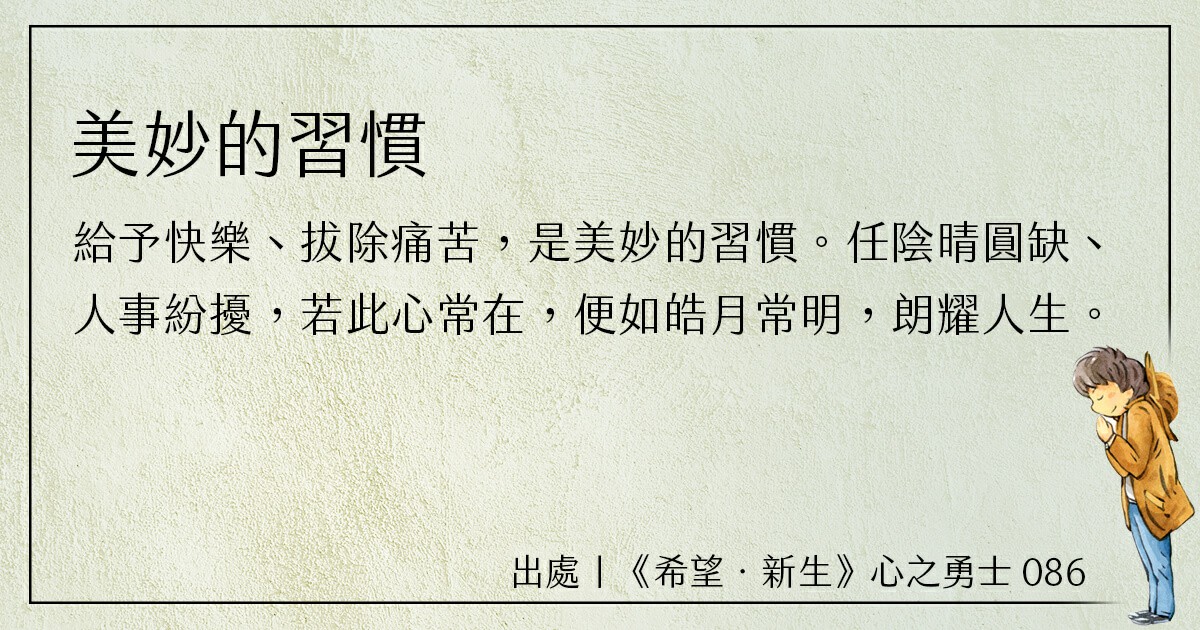 美妙的習慣
給予快樂、拔除痛苦，是美妙的習慣。任陰晴圓缺、
人事紛擾，若此心常在，便如皓月常明，朗耀人生。
出處｜《希望．新生》心之勇士 086